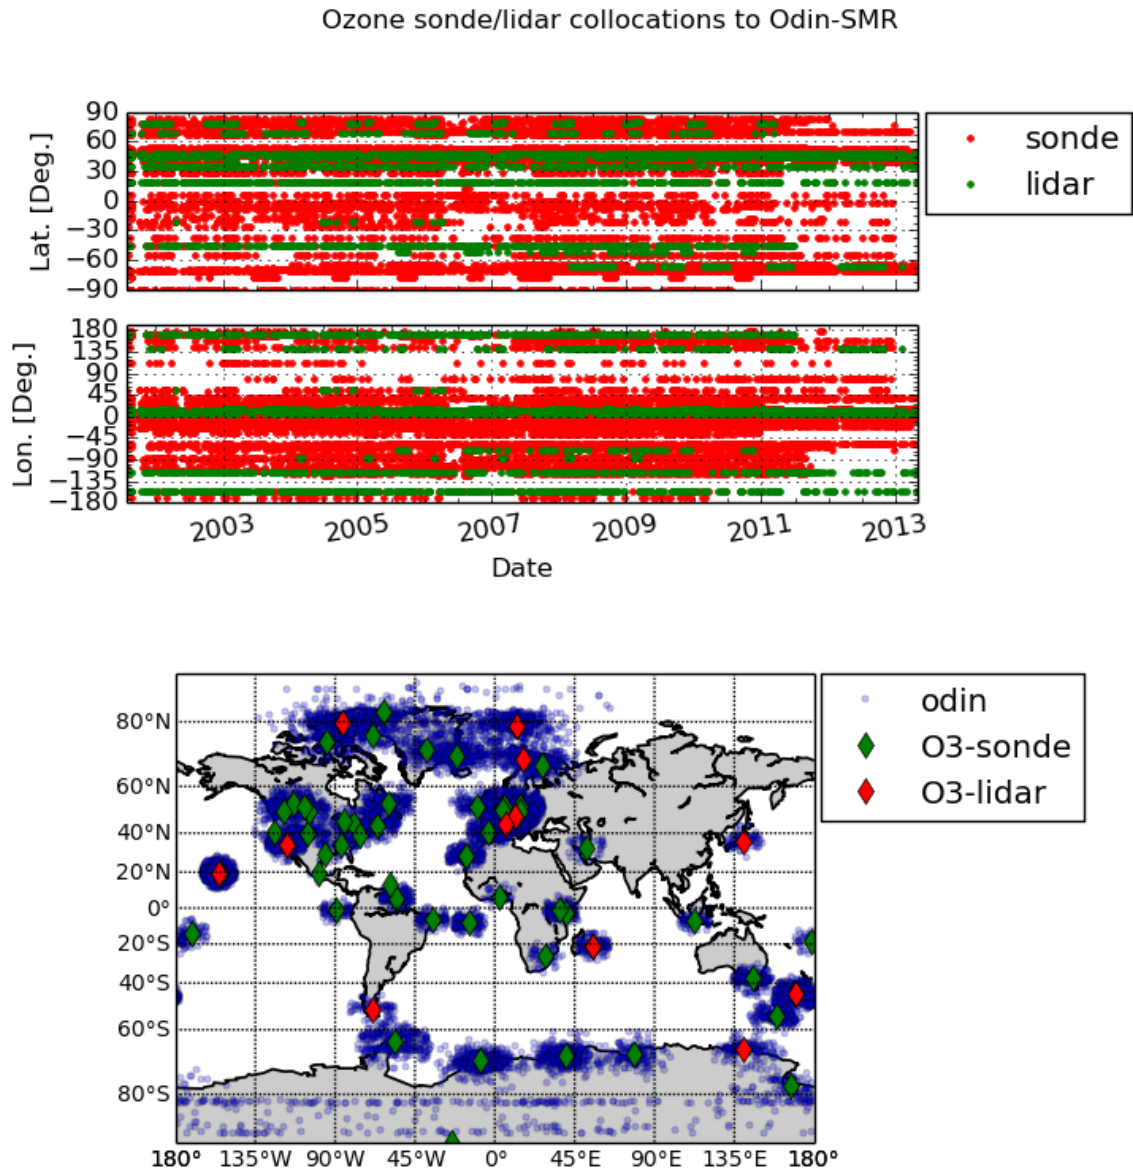 Ozone sonde/lidar collocations to Odin-SMR
Lat. [Deg.]
90
60
30
0
−30
−60
−90
sonde
lidar
Lon. [Deg.]
180
135
90
45
0
−45
−90
−135
−180
2003 2005 2007 2009 2011 2013
Date
80°N
60°N
40°N
20°N
0°
20°S
40°S
60°S
80°S
180° 135°W 90°W 45°W 0° 45°E 90°E 135°E 180°
odin
O3-sonde
O3-lidar